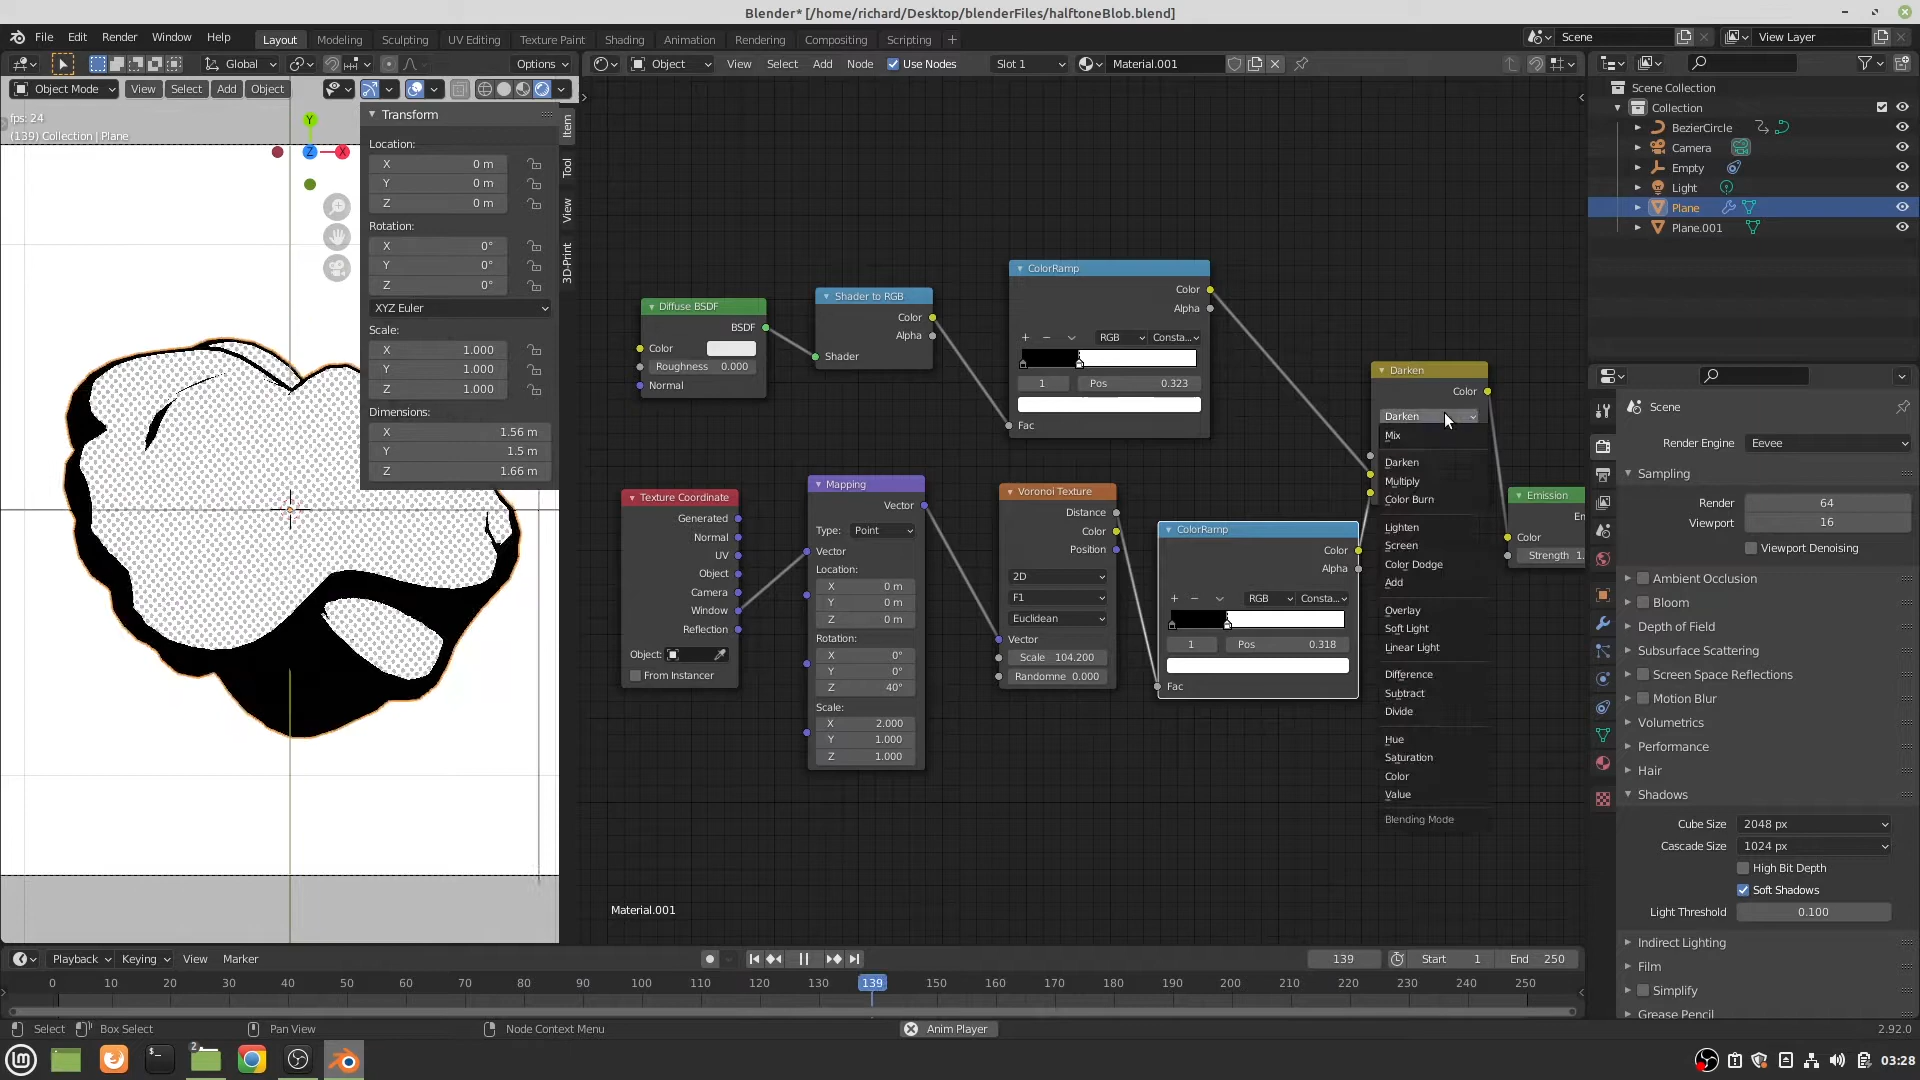 Blender* [/home/richard/Desktop/blenderFiles/halftoneBlob.blend]
File Edit Render Window Help Layout Modeling Sculpting UV Editing Texture Paint Shading Animation Rendering Compositing Scripting + Scene View Layer
Global Options Object View Select Add Node Use Nodes Slot 1 Material.001
Object Mode View Select Add Object
fps: 24
(139) Collection | Plane
Y
Z
X
Transform
Location:
X 0 m
Y 0 m
Z 0 m
Rotation:
X 0°
Y 0°
Z 0°
XYZ Euler
Scale:
X 1.000
Y 1.000
Z 1.000
Dimensions:
X 1.56 m
Y 1.5 m
Z 1.66 m
Item
Tool
View
3D-Print
Diffuse BSDF
BSDF
Color
Roughness 0.000
Normal
Shader to RGB
Color
Alpha
Shader
ColorRamp
Color
Alpha
+ − RGB Consta...
1 Pos 0.323
Fac
Texture Coordinate
Generated
Normal
UV
Object
Camera
Window
Reflection
Object:
From Instancer
Mapping
Vector
Type: Point
Vector
Location:
X 0 m
Y 0 m
Z 0 m
Rotation:
X 0°
Y 0°
Z 40°
Scale:
X 2.000
Y 1.000
Z 1.000
Voronoi Texture
Distance
Color
Position
2D
F1
Euclidean
Vector
Scale 104.200
Randomne 0.000
ColorRamp
Color
Alpha
+ − RGB Consta...
1 Pos 0.318
Fac
Darken
Color
Darken
Mix
Darken
Multiply
Color Burn
Lighten
Screen
Color Dodge
Add
Overlay
Soft Light
Linear Light
Difference
Subtract
Divide
Hue
Saturation
Color
Value
Blending Mode
Emission
En
Color
Strength 1.
Material.001
Scene Collection
Collection
BezierCircle
Camera
Empty
Light
Plane
Plane.001
Scene
Render Engine Eevee
Sampling
Render 64
Viewport 16
Viewport Denoising
Ambient Occlusion
Bloom
Depth of Field
Subsurface Scattering
Screen Space Reflections
Motion Blur
Volumetrics
Performance
Hair
Shadows
Cube Size 2048 px
Cascade Size 1024 px
High Bit Depth
Soft Shadows
Light Threshold 0.100
Indirect Lighting
Film
Simplify
Grease Pencil
Playback Keying View Marker 139 Start 1 End 250
0 10 20 30 40 50 60 70 80 90 100 110 120 130 139 150 160 170 180 190 200 210 220 230 240 250
Select Box Select Pan View Node Context Menu Anim Player 2.92.0
2 03:28